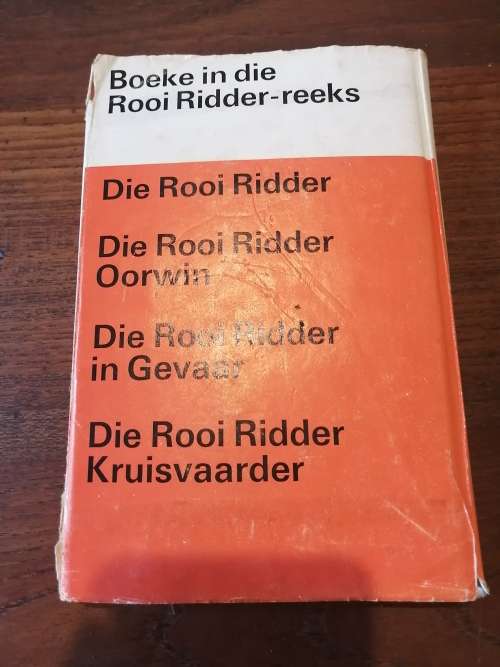 Boeke in die
Rooi Ridder-reeks
Die Rooi Ridder
Die Rooi Ridder
Oorwin
Die Rooi Ridder
in Gevaar
Die Rooi Ridder
Kruisvaarder